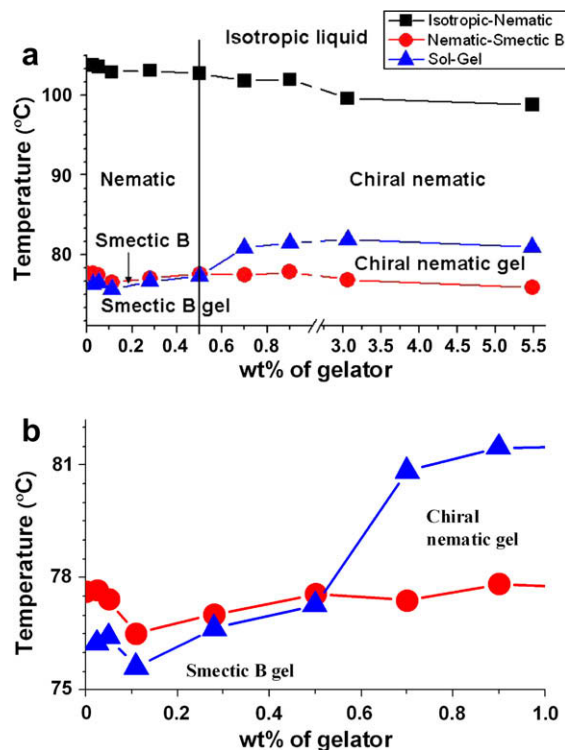 a
Isotropic liquid
Isotropic-Nematic
Nematic-Smectic B
Sol-Gel
Temperature (°C)
100
90
80
Nematic
Chiral nematic
Smectic B
Chiral nematic gel
Smectic B gel
0 0.2 0.4 0.6 0.8 3.0 3.5 4.0 4.5 5.0 5.5
wt% of gelator
b
Temperature (°C)
81
78
75
Chiral
nematic gel
Smectic B gel
0 0.2 0.4 0.6 0.8 1.0
wt% of gelator